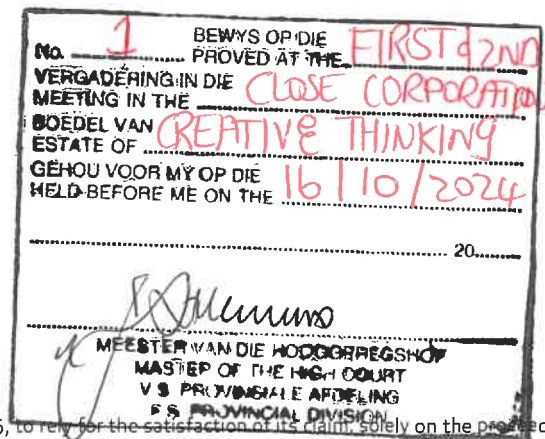 BEWYS OP DIE
No. 1 PROVED AT THE FIRST & 2ND
VERGADERING IN DIE
MEETING IN THE CLOSE CORPORATION
BOEDEL VAN
ESTATE OF CREATIVE THINKING
GEHOU VOOR MY OP DIE
HELD BEFORE ME ON THE 16/10/2024
20
MEESTER VAN DIE HOOGGEREGSHOF
MASTER OF THE HIGH COURT
V S PROVINSIALE AFDELING
F S PROVINCIAL DIVISION
, to rely for the satisfaction of its claim, solely on the